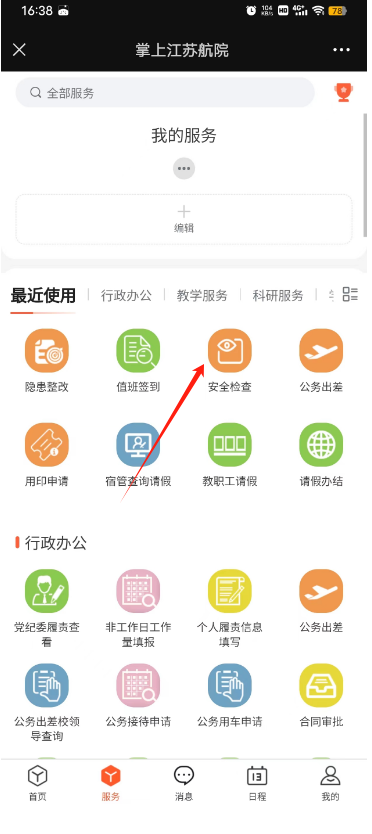 16:38
104 KB/s HD 4G 78
掌上江苏航院
全部服务
我的服务
编辑
最近使用 行政办公 教学服务 科研服务
隐患整改 值班签到 安全检查 公务出差
用印申请 宿管查询请假 教职工请假 请假办结
行政办公
党纪委履责查看 非工作日工作量填报 个人履责信息填写 公务出差
公务出差校领导查询 公务接待申请 公务用车申请 合同审批
13
首页 服务 消息 日程 我的